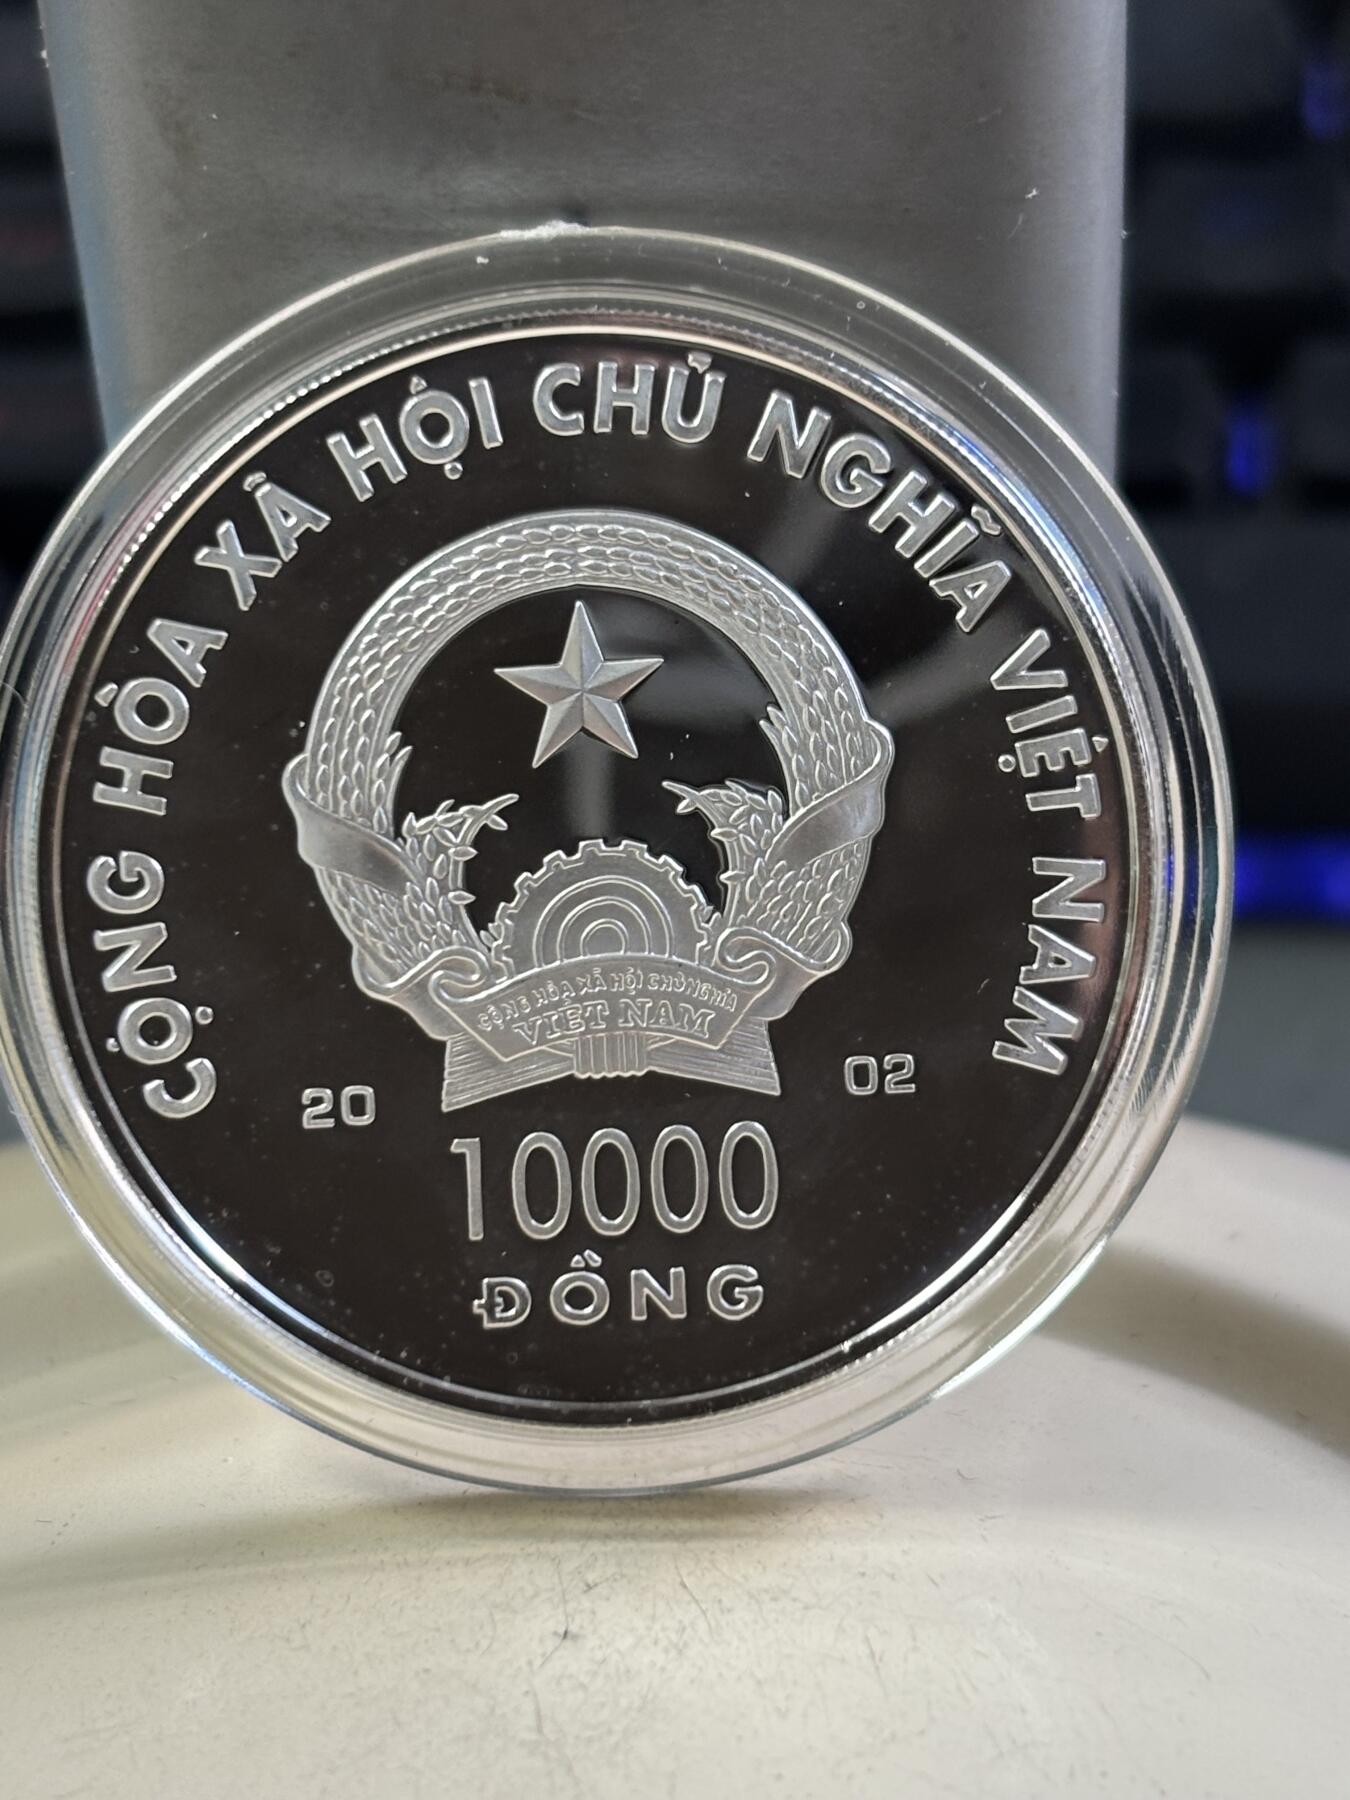 CỘNG HÒA XÃ HỘI CHỦ NGHĨA VIỆT NAM
CỘNG HÒA XÃ HỘI CHỦ NGHĨA
VIỆT NAM
20 02
10000
ĐỒNG